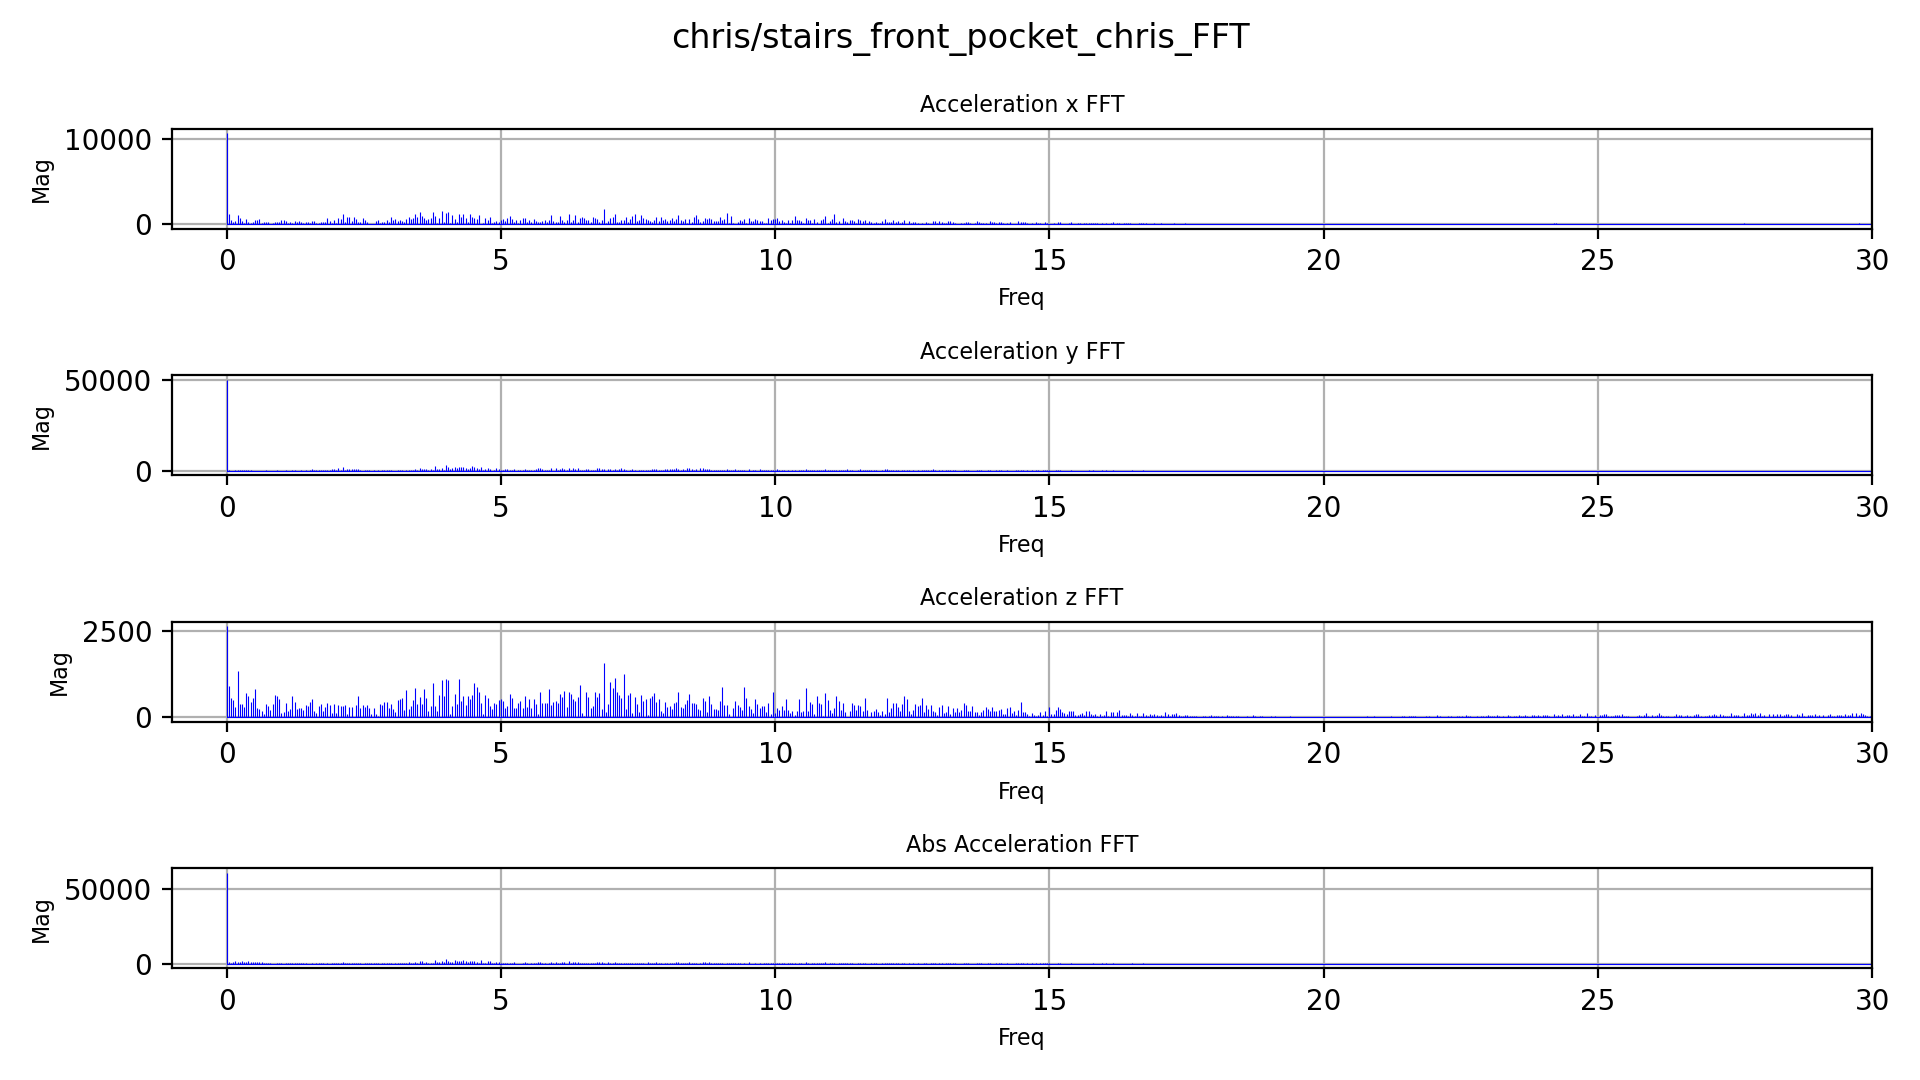 chris/stairs_front_pocket_chris_FFT
Acceleration x FFT
Mag
10000
0
0 5 10 15 20 25 30
Freq
Acceleration y FFT
Mag
50000
0
0 5 10 15 20 25 30
Freq
Acceleration z FFT
Mag
2500
0
0 5 10 15 20 25 30
Freq
Abs Acceleration FFT
Mag
50000
0
0 5 10 15 20 25 30
Freq